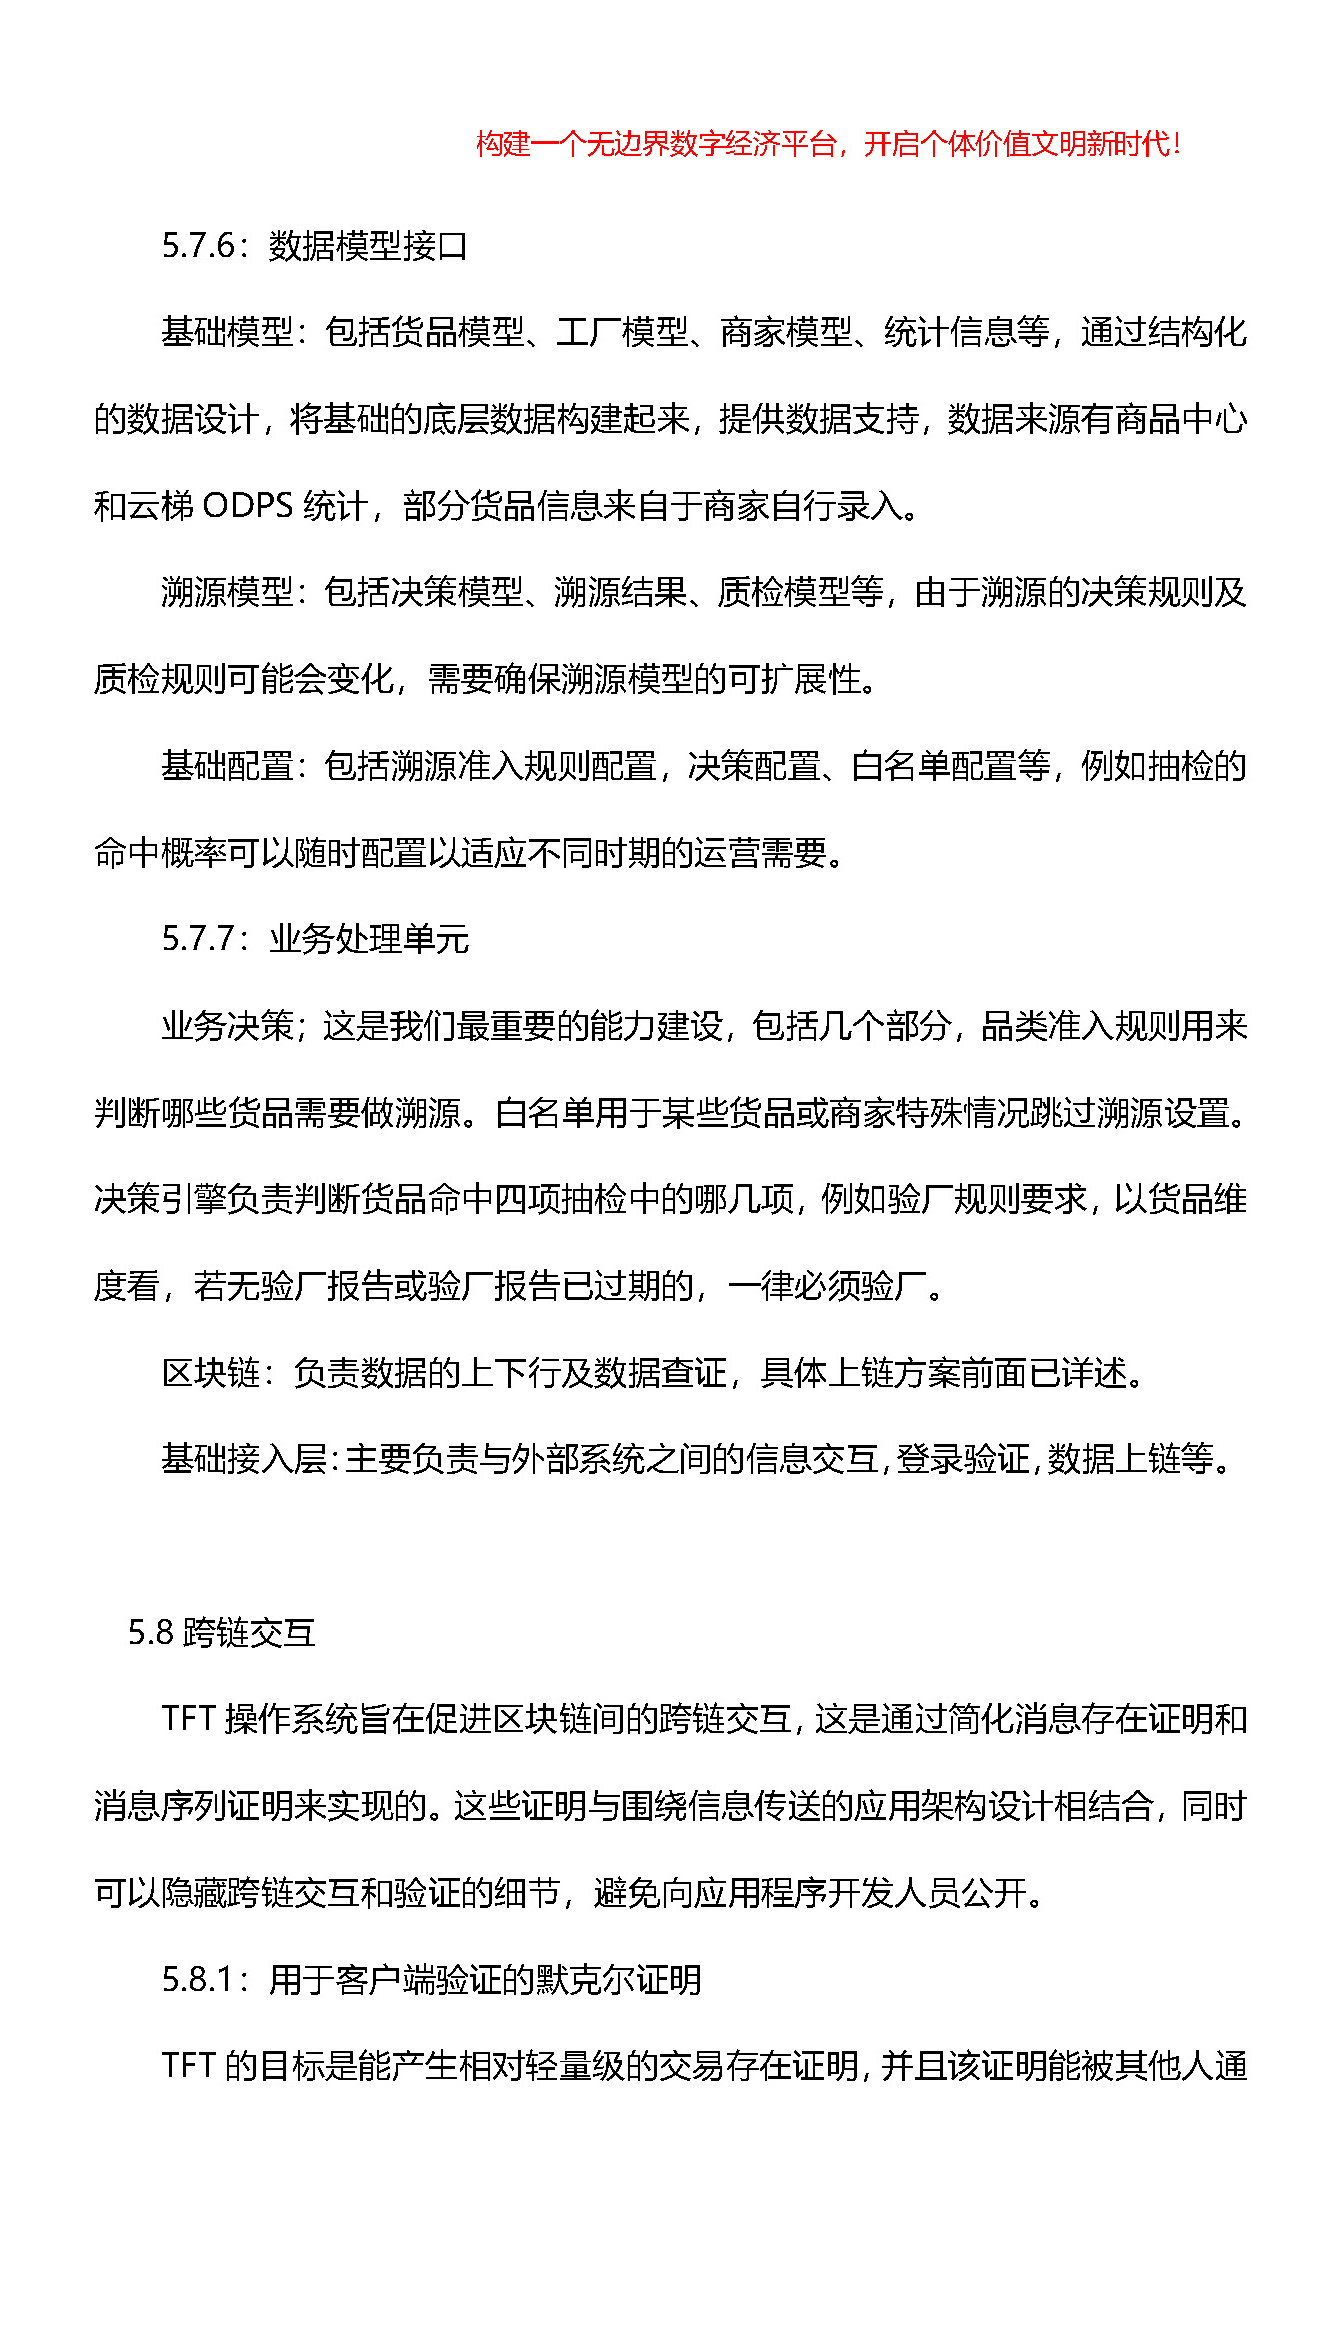 构建一个无边界数字经济平台，开启个体价值文明新时代！
5.7.6：数据模型接口
基础模型：包括货品模型、工厂模型、商家模型、统计信息等，通过结构化
的数据设计，将基础的底层数据构建起来，提供数据支持，数据来源有商品中心
和云梯 ODPS 统计，部分货品信息来自于商家自行录入。
溯源模型：包括决策模型、溯源结果、质检模型等，由于溯源的决策规则及
质检规则可能会变化，需要确保溯源模型的可扩展性。
基础配置：包括溯源准入规则配置，决策配置、白名单配置等，例如抽检的
命中概率可以随时配置以适应不同时期的运营需要。
5.7.7：业务处理单元
业务决策；这是我们最重要的能力建设，包括几个部分，品类准入规则用来
判断哪些货品需要做溯源。白名单用于某些货品或商家特殊情况跳过溯源设置。
决策引擎负责判断货品命中四项抽检中的哪几项，例如验厂规则要求，以货品维
度看，若无验厂报告或验厂报告已过期的，一律必须验厂。
区块链：负责数据的上下行及数据查证，具体上链方案前面已详述。
基础接入层：主要负责与外部系统之间的信息交互，登录验证，数据上链等。
5.8 跨链交互
TFT 操作系统旨在促进区块链间的跨链交互，这是通过简化消息存在证明和
消息序列证明来实现的。这些证明与围绕信息传送的应用架构设计相结合，同时
可以隐藏跨链交互和验证的细节，避免向应用程序开发人员公开。
5.8.1：用于客户端验证的默克尔证明
TFT 的目标是能产生相对轻量级的交易存在证明，并且该证明能被其他人通